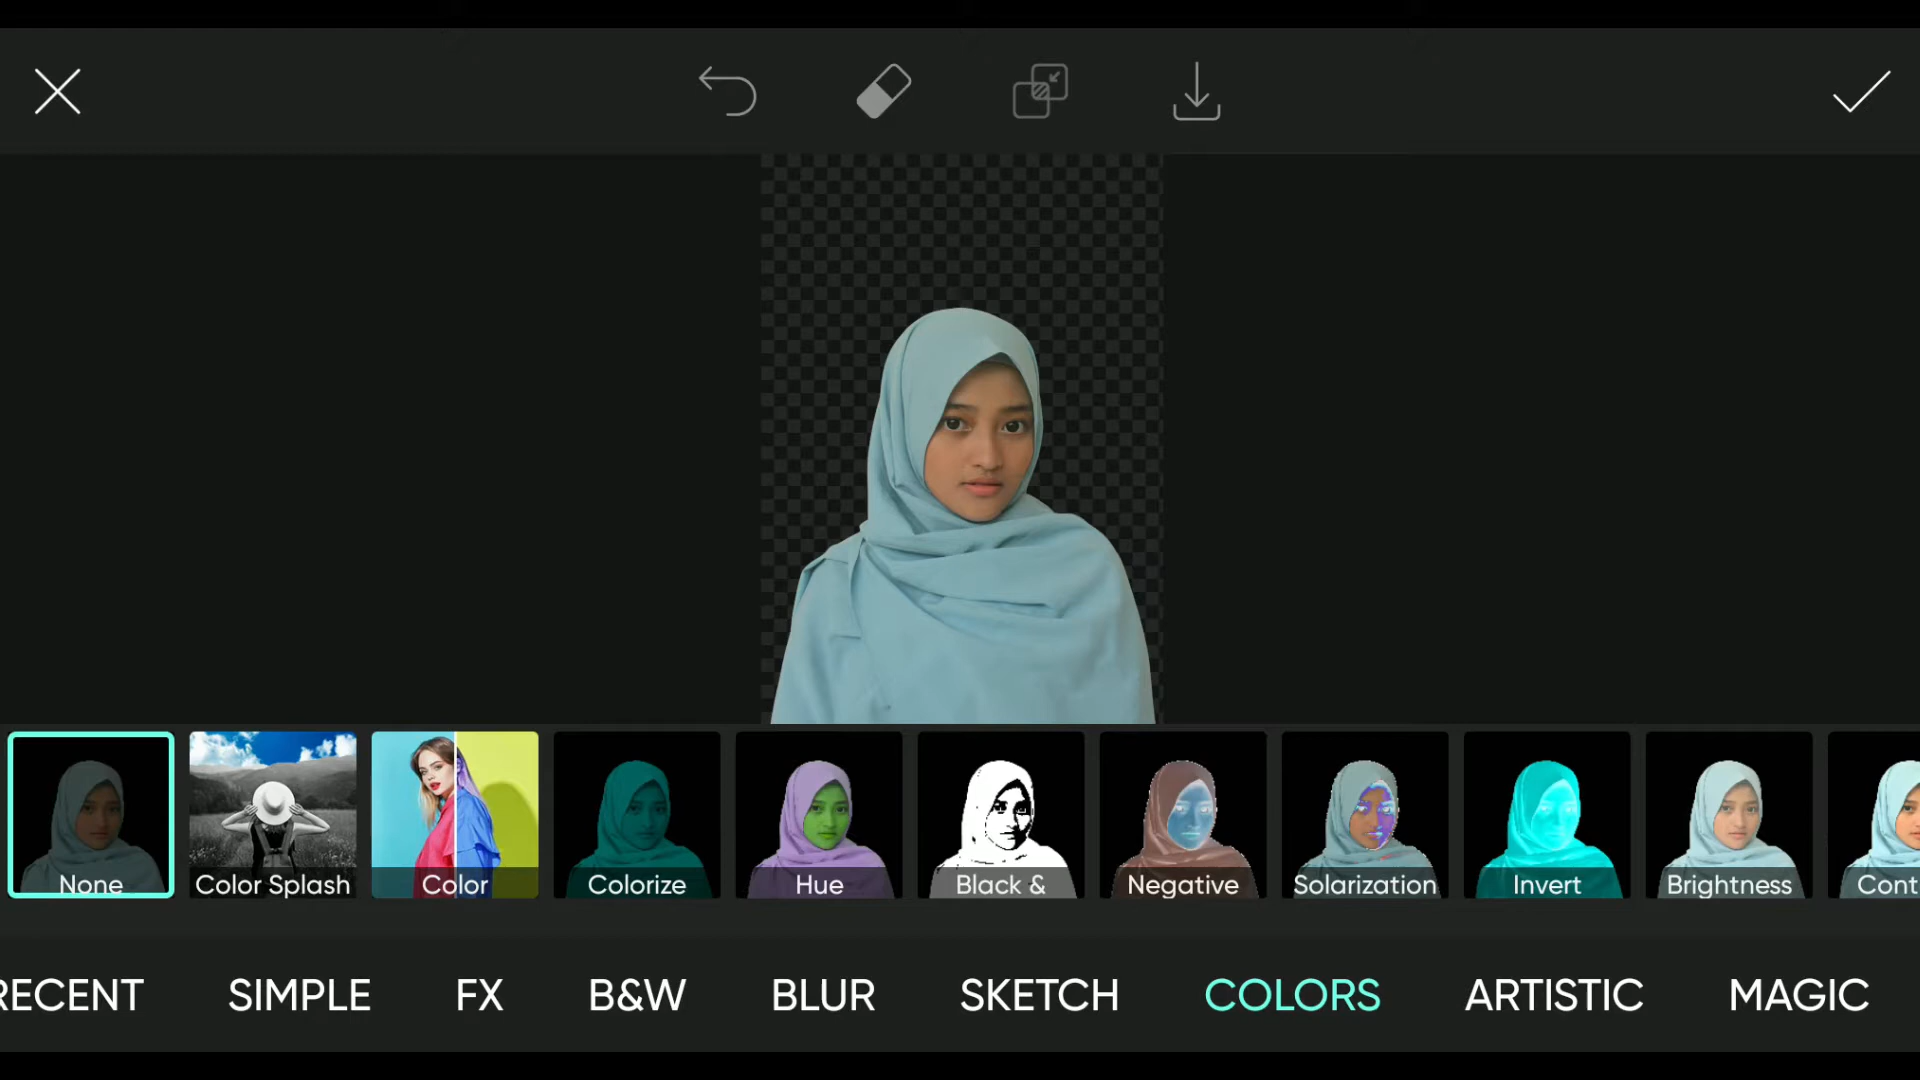 None
Color Splash
Color
Colorize
Hue
Black &
Negative
Solarization
Invert
Brightness
Cont
RECENT
SIMPLE
FX
B&W
BLUR
SKETCH
COLORS
ARTISTIC
MAGIC